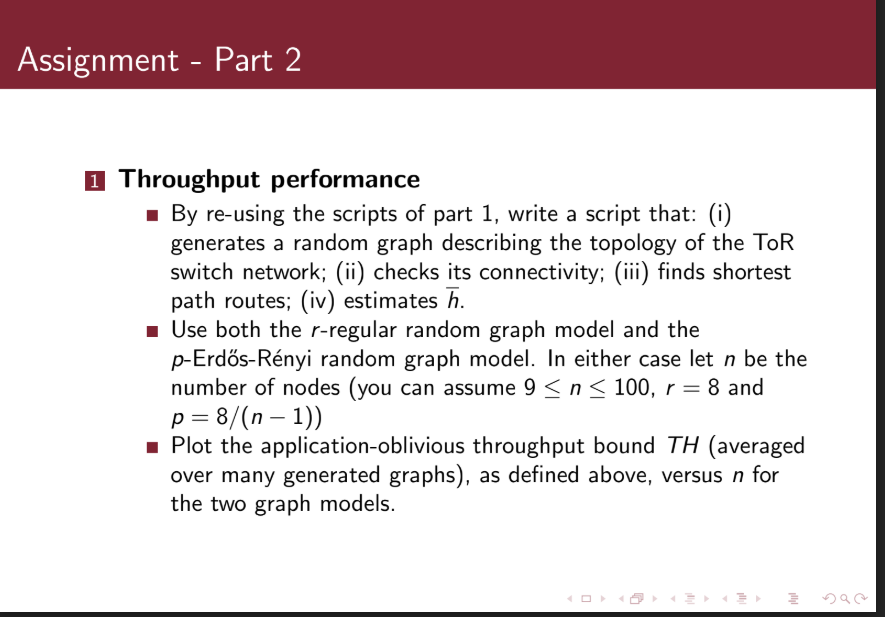 Assignment - Part 2
1 Throughput performance
By re-using the scripts of part 1, write a script that: (i)
generates a random graph describing the topology of the ToR
switch network; (ii) checks its connectivity; (iii) finds shortest
path routes; (iv) estimates h̅.
Use both the r-regular random graph model and the
p-Erdős-Rényi random graph model. In either case let n be the
number of nodes (you can assume 9 ≤ n ≤ 100, r = 8 and
p = 8/(n − 1))
Plot the application-oblivious throughput bound TH (averaged
over many generated graphs), as defined above, versus n for
the two graph models.